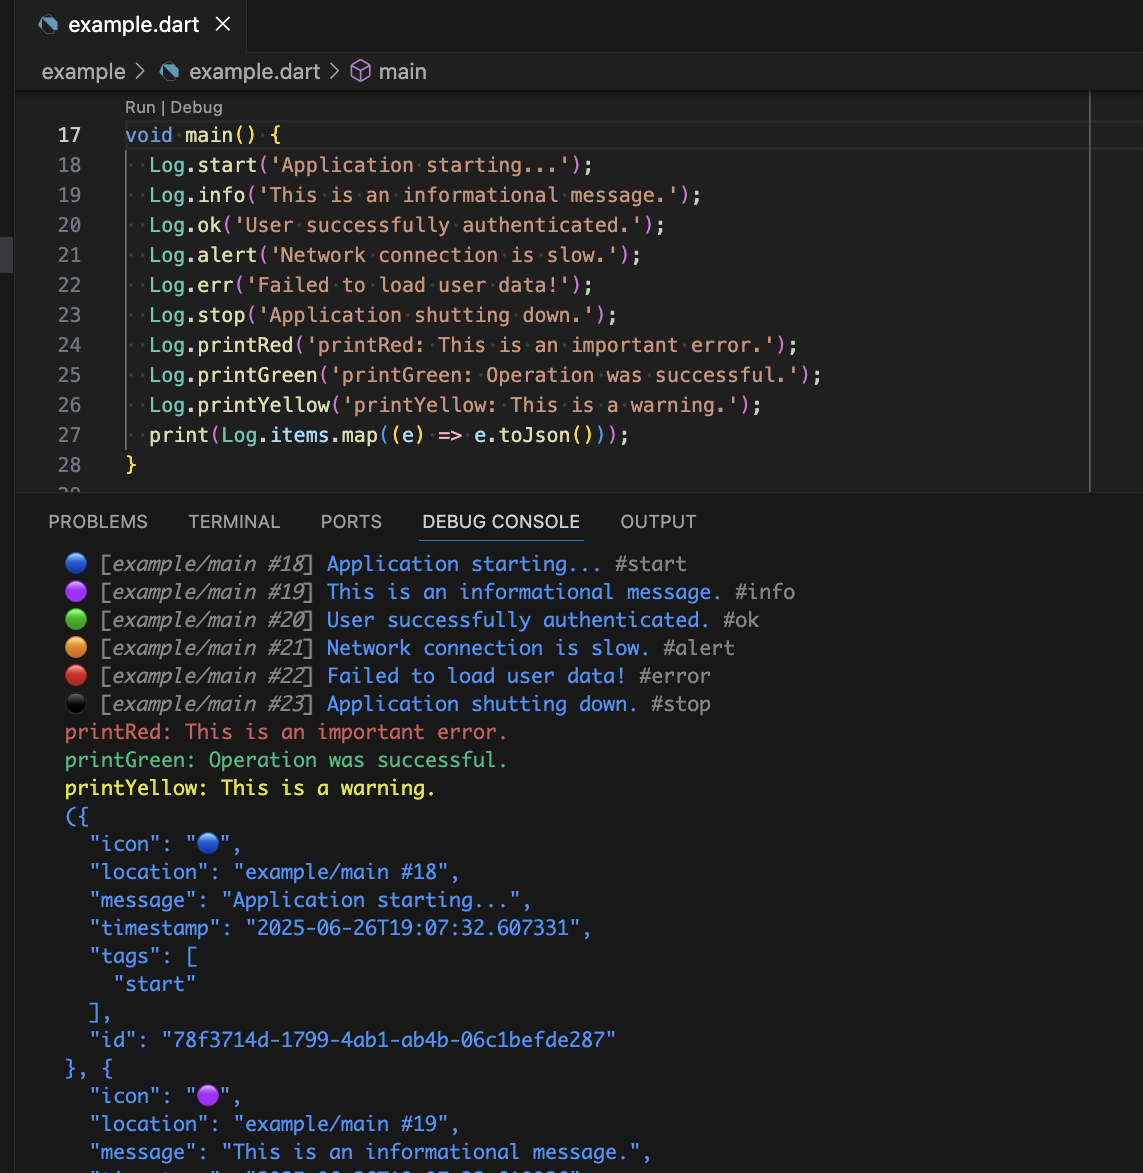 example.dart
example > example.dart > main
Run | Debug
17 void main() {
18 Log.start('Application starting...');
19 Log.info('This is an informational message.');
20 Log.ok('User successfully authenticated.');
21 Log.alert('Network connection is slow.');
22 Log.err('Failed to load user data!');
23 Log.stop('Application shutting down.');
24 Log.printRed('printRed: This is an important error.');
25 Log.printGreen('printGreen: Operation was successful.');
26 Log.printYellow('printYellow: This is a warning.');
27 print(Log.items.map((e) => e.toJson()));
28 }
PROBLEMS TERMINAL PORTS DEBUG CONSOLE OUTPUT
🔵 [example/main #18] Application starting... #start
🟣 [example/main #19] This is an informational message. #info
🟢 [example/main #20] User successfully authenticated. #ok
🟠 [example/main #21] Network connection is slow. #alert
🔴 [example/main #22] Failed to load user data! #error
⚫ [example/main #23] Application shutting down. #stop
printRed: This is an important error.
printGreen: Operation was successful.
printYellow: This is a warning.
({
"icon": "🔵",
"location": "example/main #18",
"message": "Application starting...",
"timestamp": "2025-06-26T19:07:32.607331",
"tags": [
"start"
],
"id": "78f3714d-1799-4ab1-ab4b-06c1befde287"
}, {
"icon": "🟣",
"location": "example/main #19",
"message": "This is an informational message.",